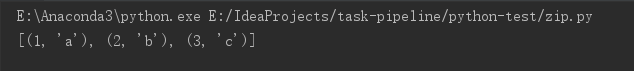 E:\Anaconda3\python.exe E:/IdeaProjects/task-pipeline/python-test/zip.py
[(1, 'a'), (2, 'b'), (3, 'c')]